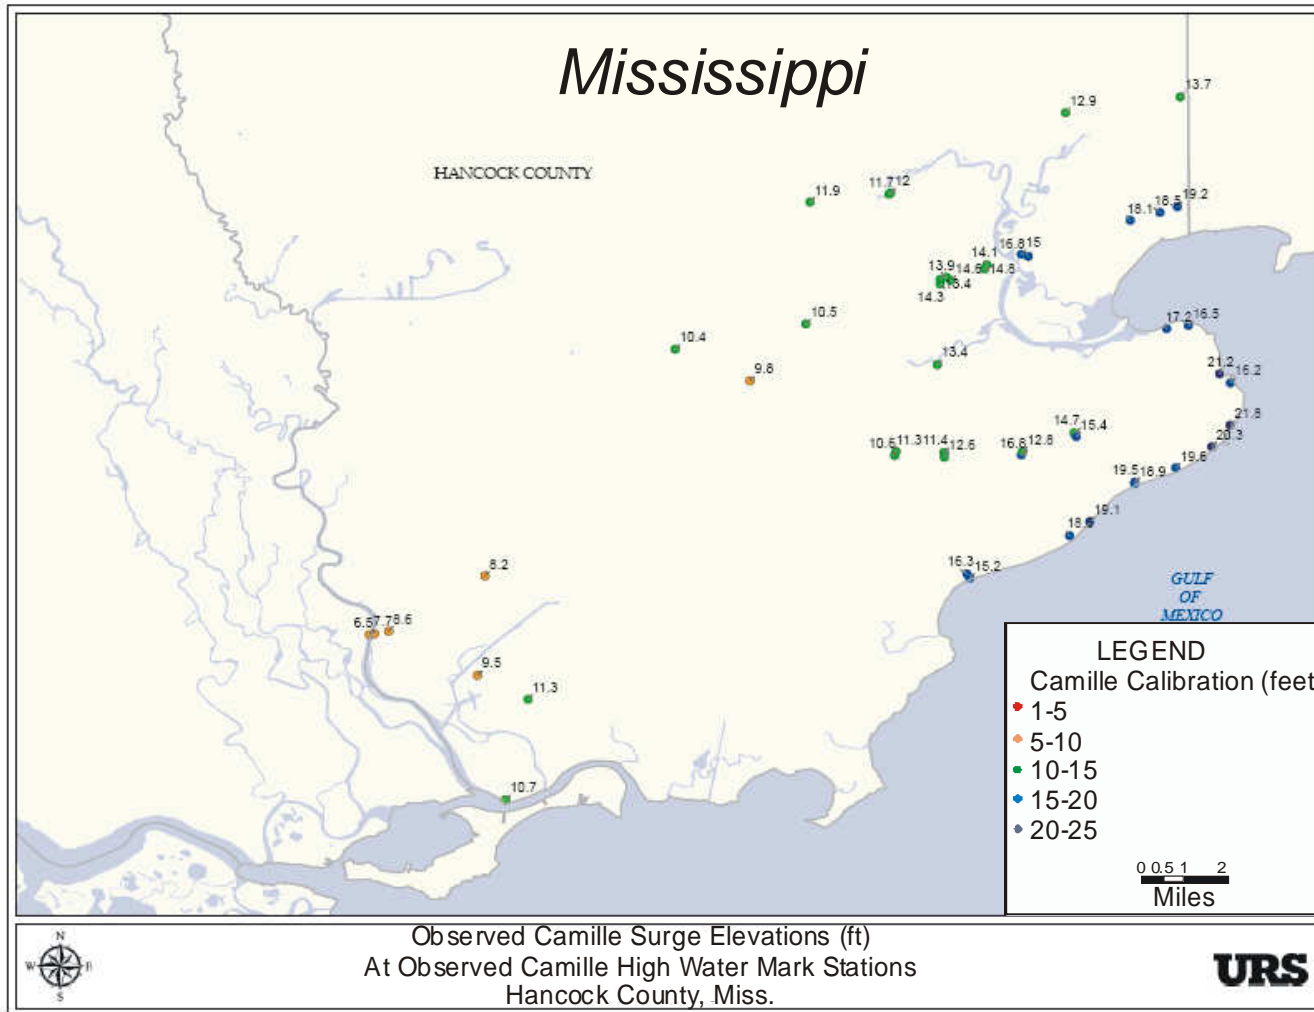 Mississippi
13.7
12.9
HANCOCK COUNTY
11.9
11.7 12
18.1 18.5 19.2
16.8 15
14.1
13.9 14.6 14.8
13.4
14.3
10.5
17.2 16.5
10.4
13.4
9.8
21.2
16.2
21.8
14.7
15.4
20.3
10.6 11.3 11.4
12.6
16.8 12.8
19.6
19.5 18.9
19.1
18.6
16.3
15.2
8.2
GULF
OF
MEXICO
6.5 7.7 8.6
9.5
11.3
10.7
LEGEND
Camille Calibration (feet
1-5
5-10
10-15
15-20
20-25
0 0.5 1 2
Miles
N
W E
S
Observed Camille Surge Elevations (ft)
At Observed Camille High Water Mark Stations
Hancock County, Miss.
URS